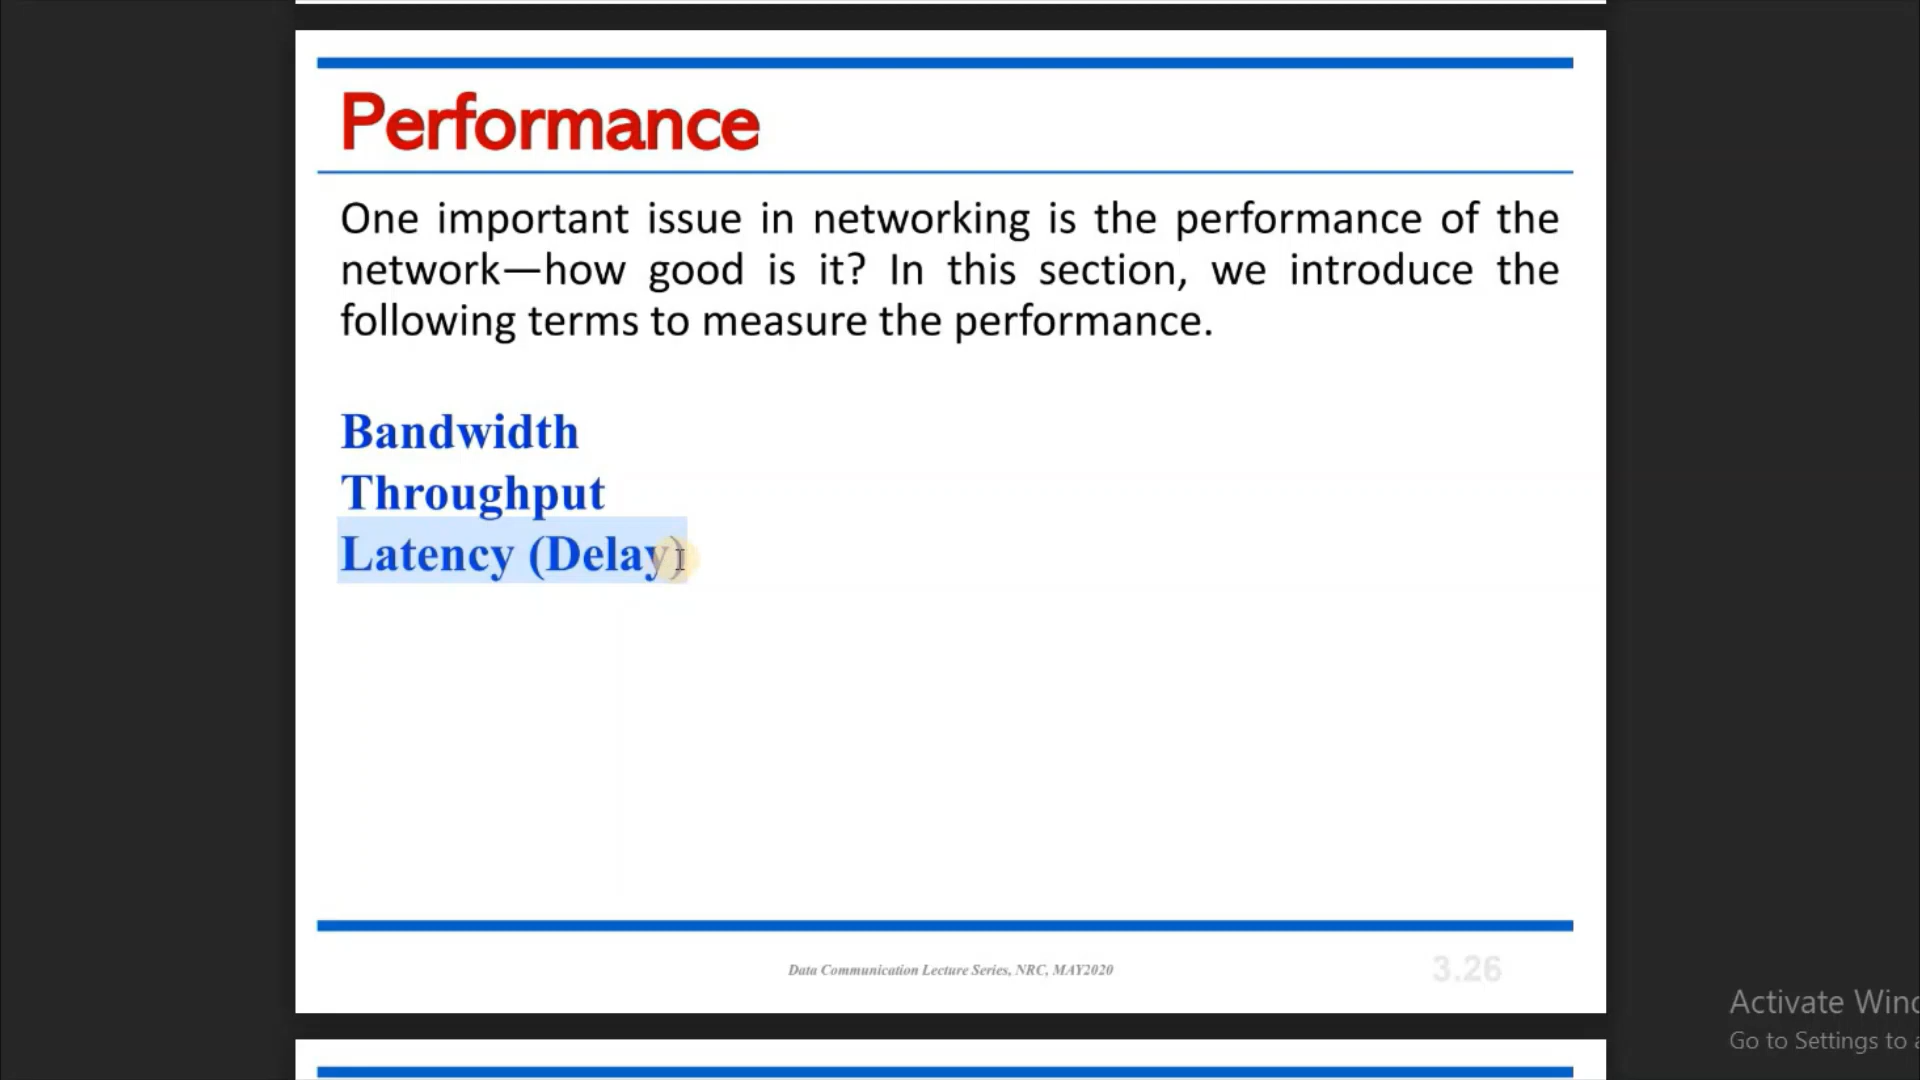 Performance
One important issue in networking is the performance of the
network—how good is it? In this section, we introduce the
following terms to measure the performance.
Bandwidth
Throughput
Latency (Delay)
Data Communication Lecture Series, NRC, MAY2020
3.26
Activate
Go to Settings to